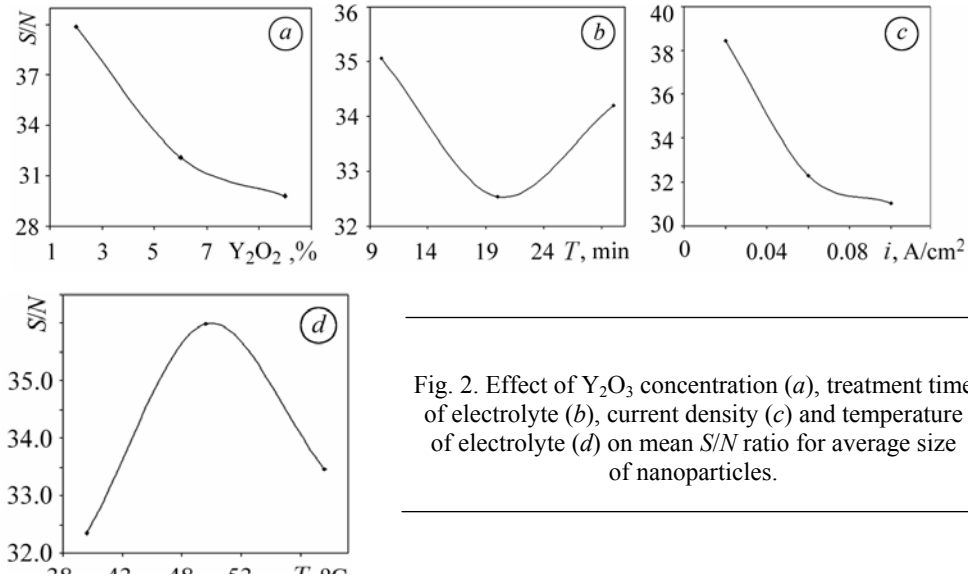 S/N
37
34
31
28
1 3 5 7 Y₂O₂ ,%
a
36
35
34
33
32
9 14 19 24 T, min
b
40
38
36
34
32
30
0 0.04 0.08 i, A/cm²
c
S/N
35.0
34.0
33.0
32.0
d
Fig. 2. Effect of Y₂O₃ concentration (a), treatment time
of electrolyte (b), current density (c) and temperature
of electrolyte (d) on mean S/N ratio for average size
of nanoparticles.